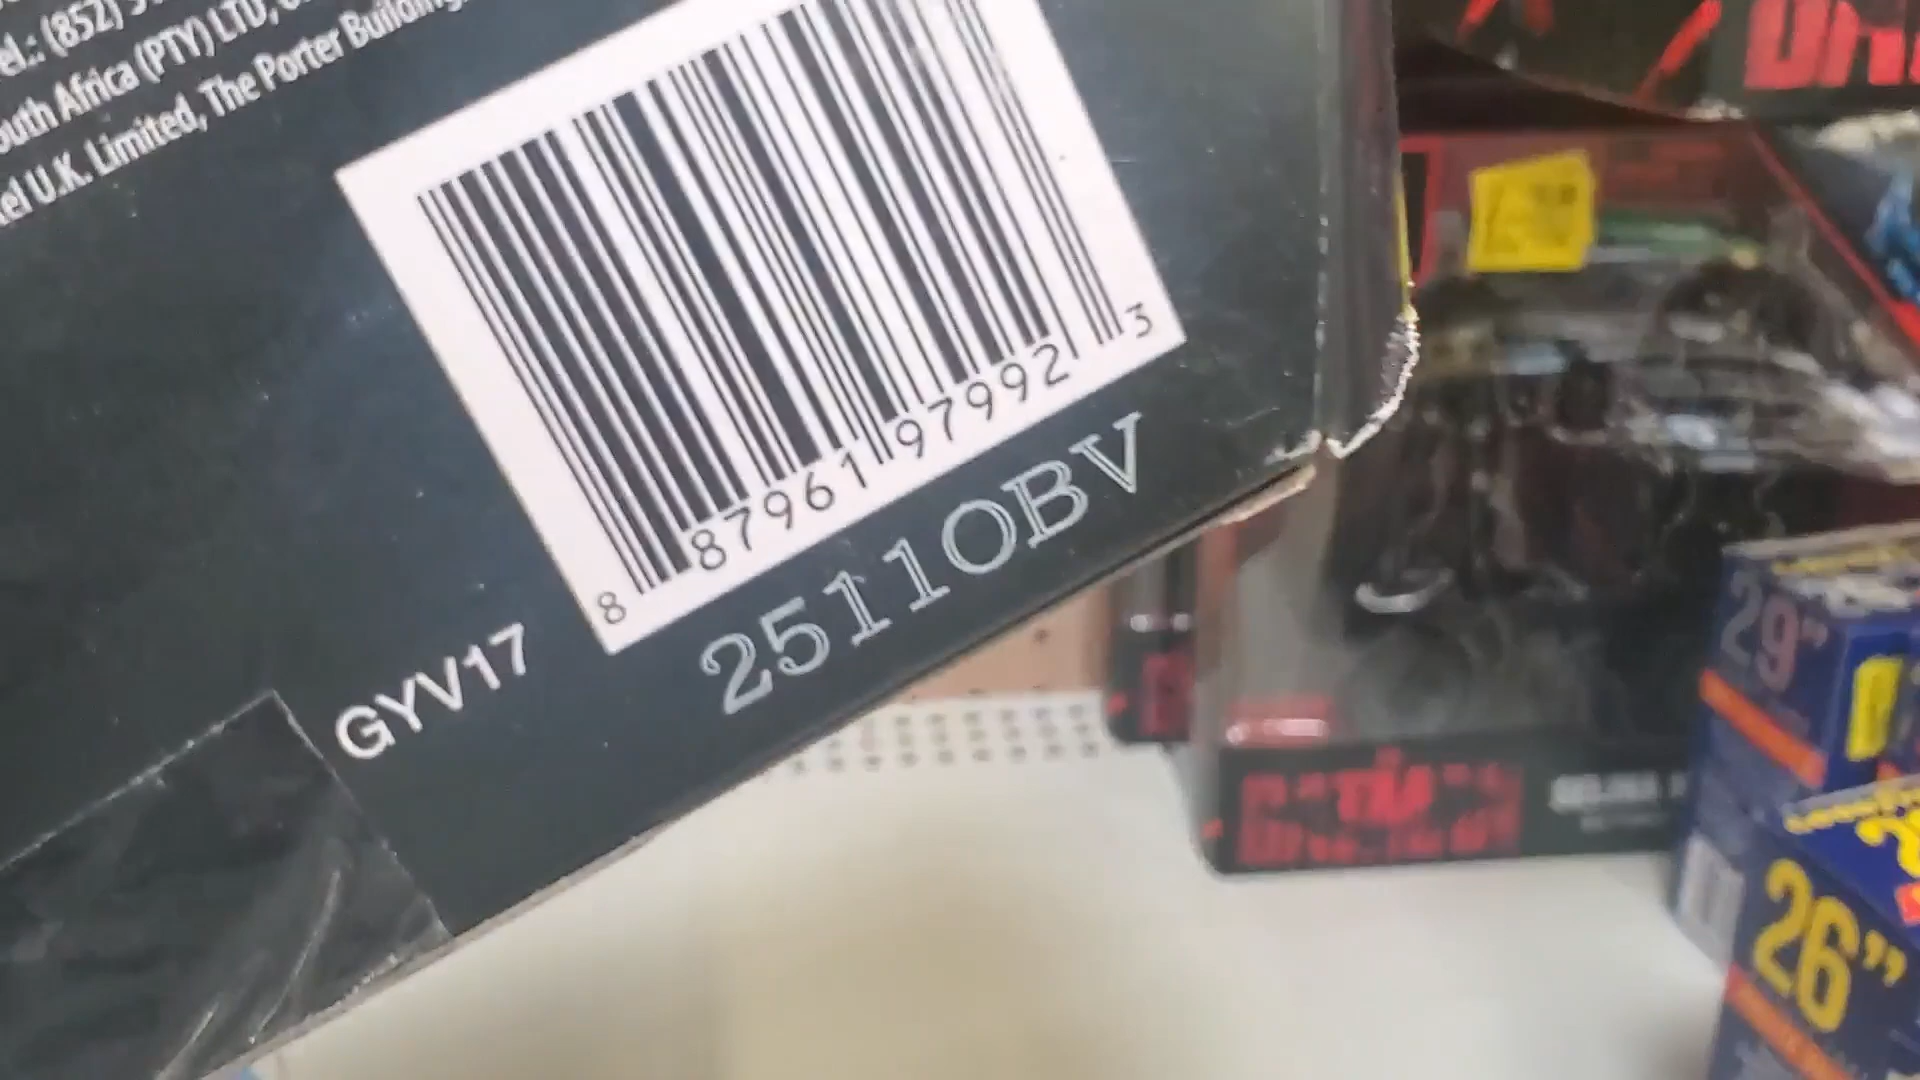 el.: (852)
outh Africa (PTY) LTD,
el U.K. Limited, The Porter Building,
8 87961 97992 3
GYV17
25110BV
29"
26"